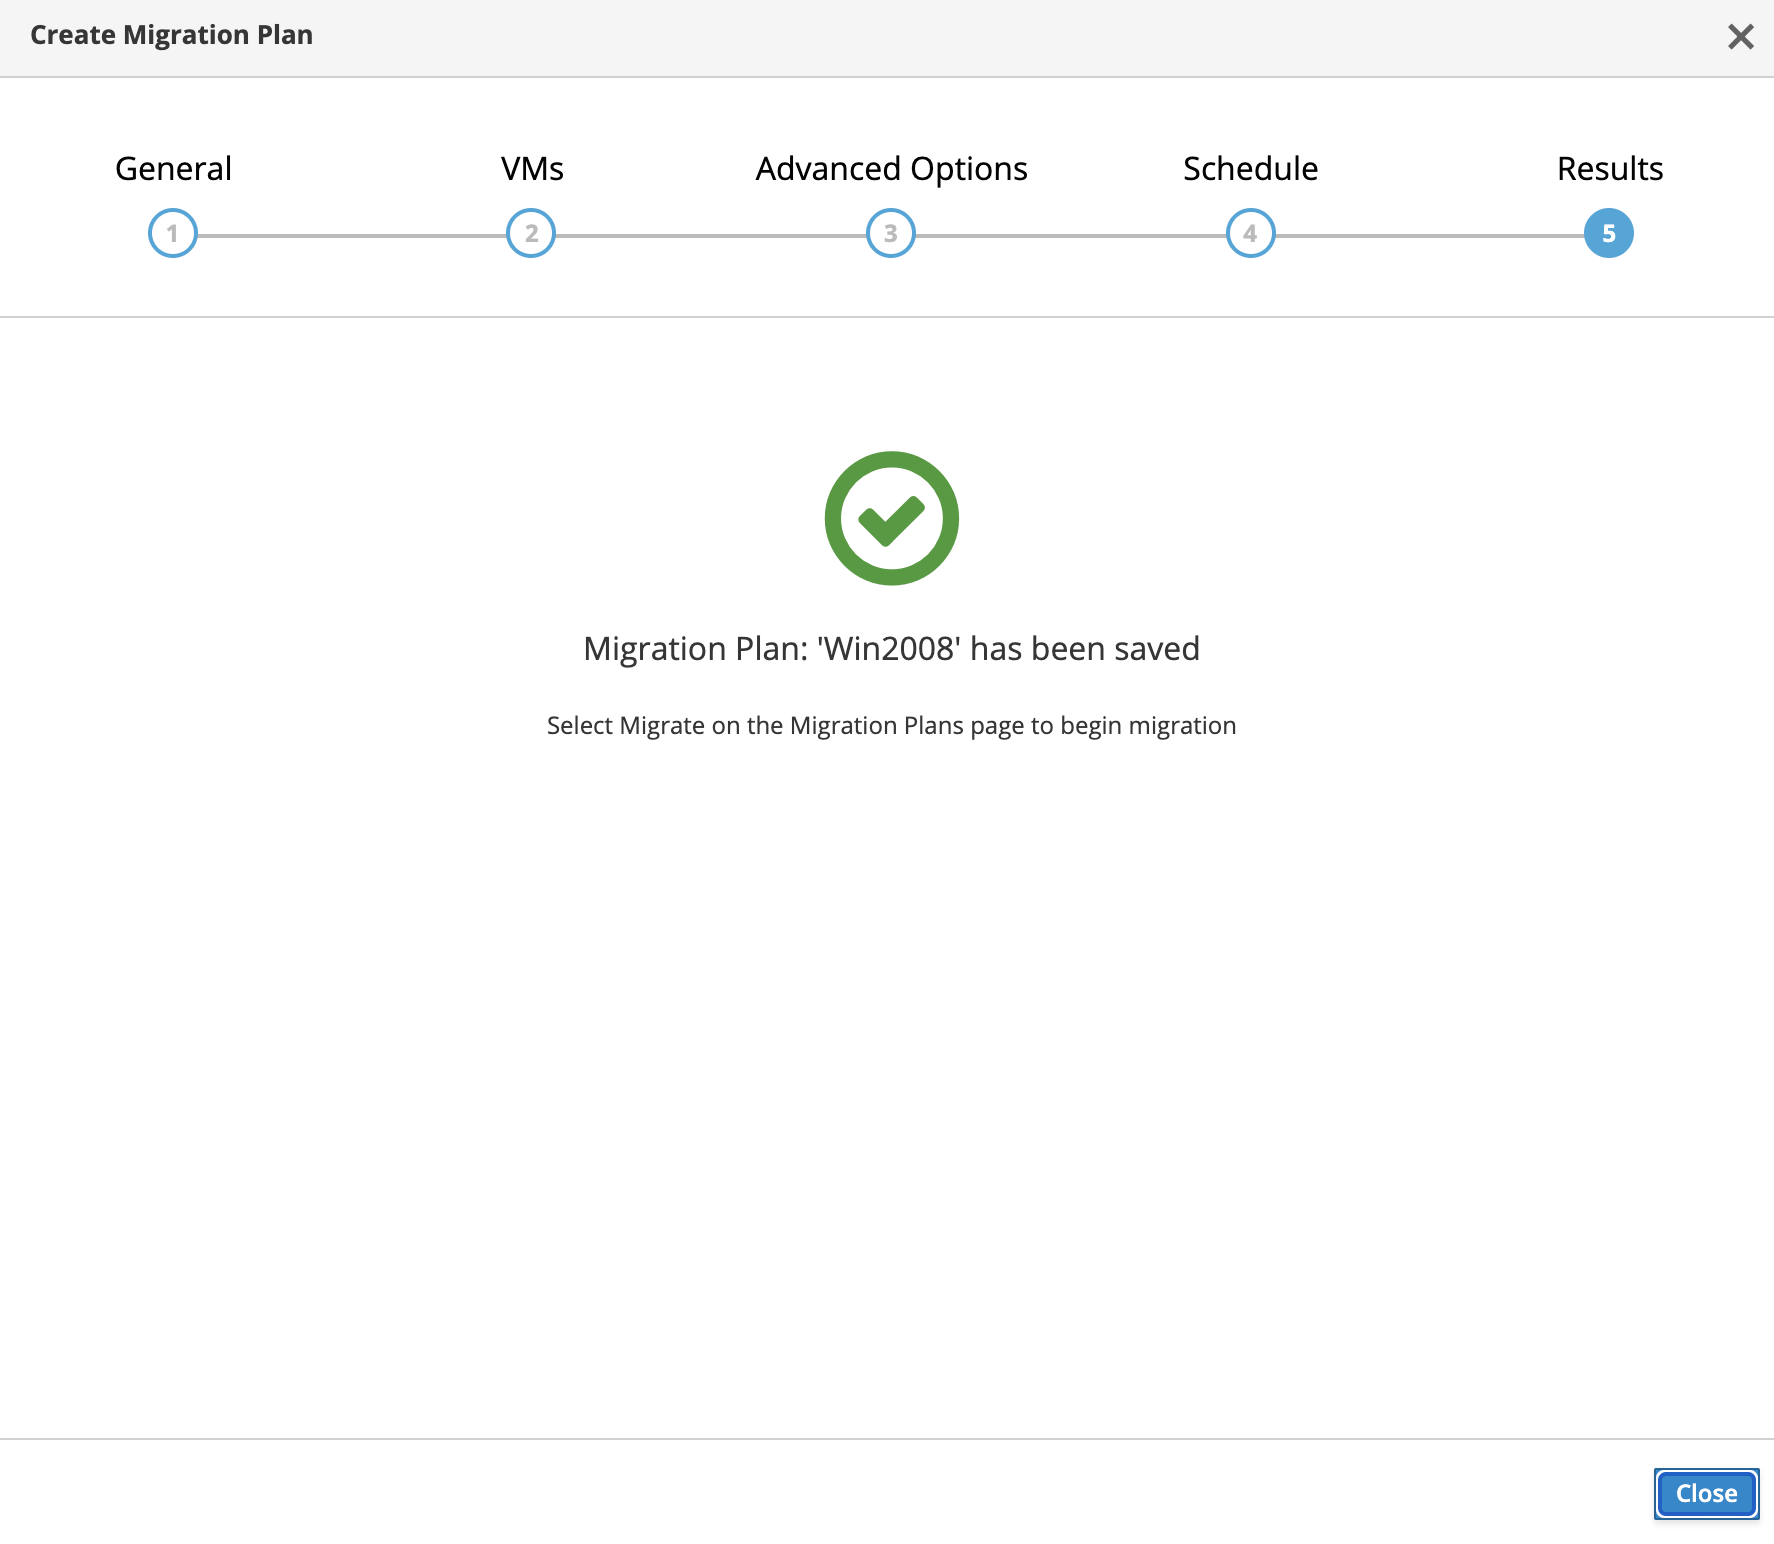 Create Migration Plan
General
VMs
Advanced Options
Schedule
Results
1
2
3
4
5
Migration Plan: 'Win2008' has been saved
Select Migrate on the Migration Plans page to begin migration
Close